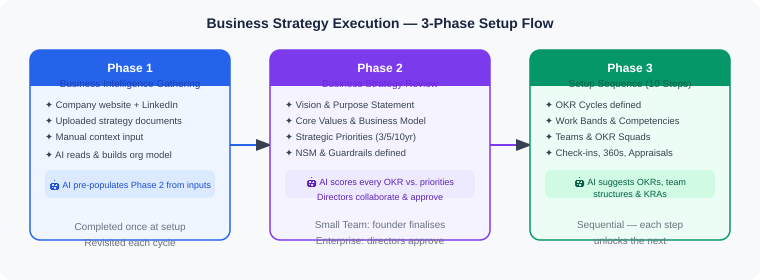 Business Strategy Execution — 3-Phase Setup Flow
Phase 1
Business Intelligence Gathering
✦ Company website + LinkedIn
✦ Uploaded strategy documents
✦ Manual context input
✦ AI reads & builds org model
🤖 AI pre-populates Phase 2 from inputs
Completed once at setup
Revisited each cycle
Phase 2
Business Strategy Review
✦ Vision & Purpose Statement
✦ Core Values & Business Model
✦ Strategic Priorities (3/5/10yr)
✦ NSM & Guardrails defined
🤖 AI scores every OKR vs. priorities
Directors collaborate & approve
Small Team: founder finalises
Enterprise: directors approve
Phase 3
Setup Sequence (10 Steps)
✦ OKR Cycles defined
✦ Work Bands & Competencies
✦ Teams & OKR Squads
✦ Check-ins, 360s, Appraisals
🤖 AI suggests OKRs, team
structures & KRAs
Sequential — each step
unlocks the next